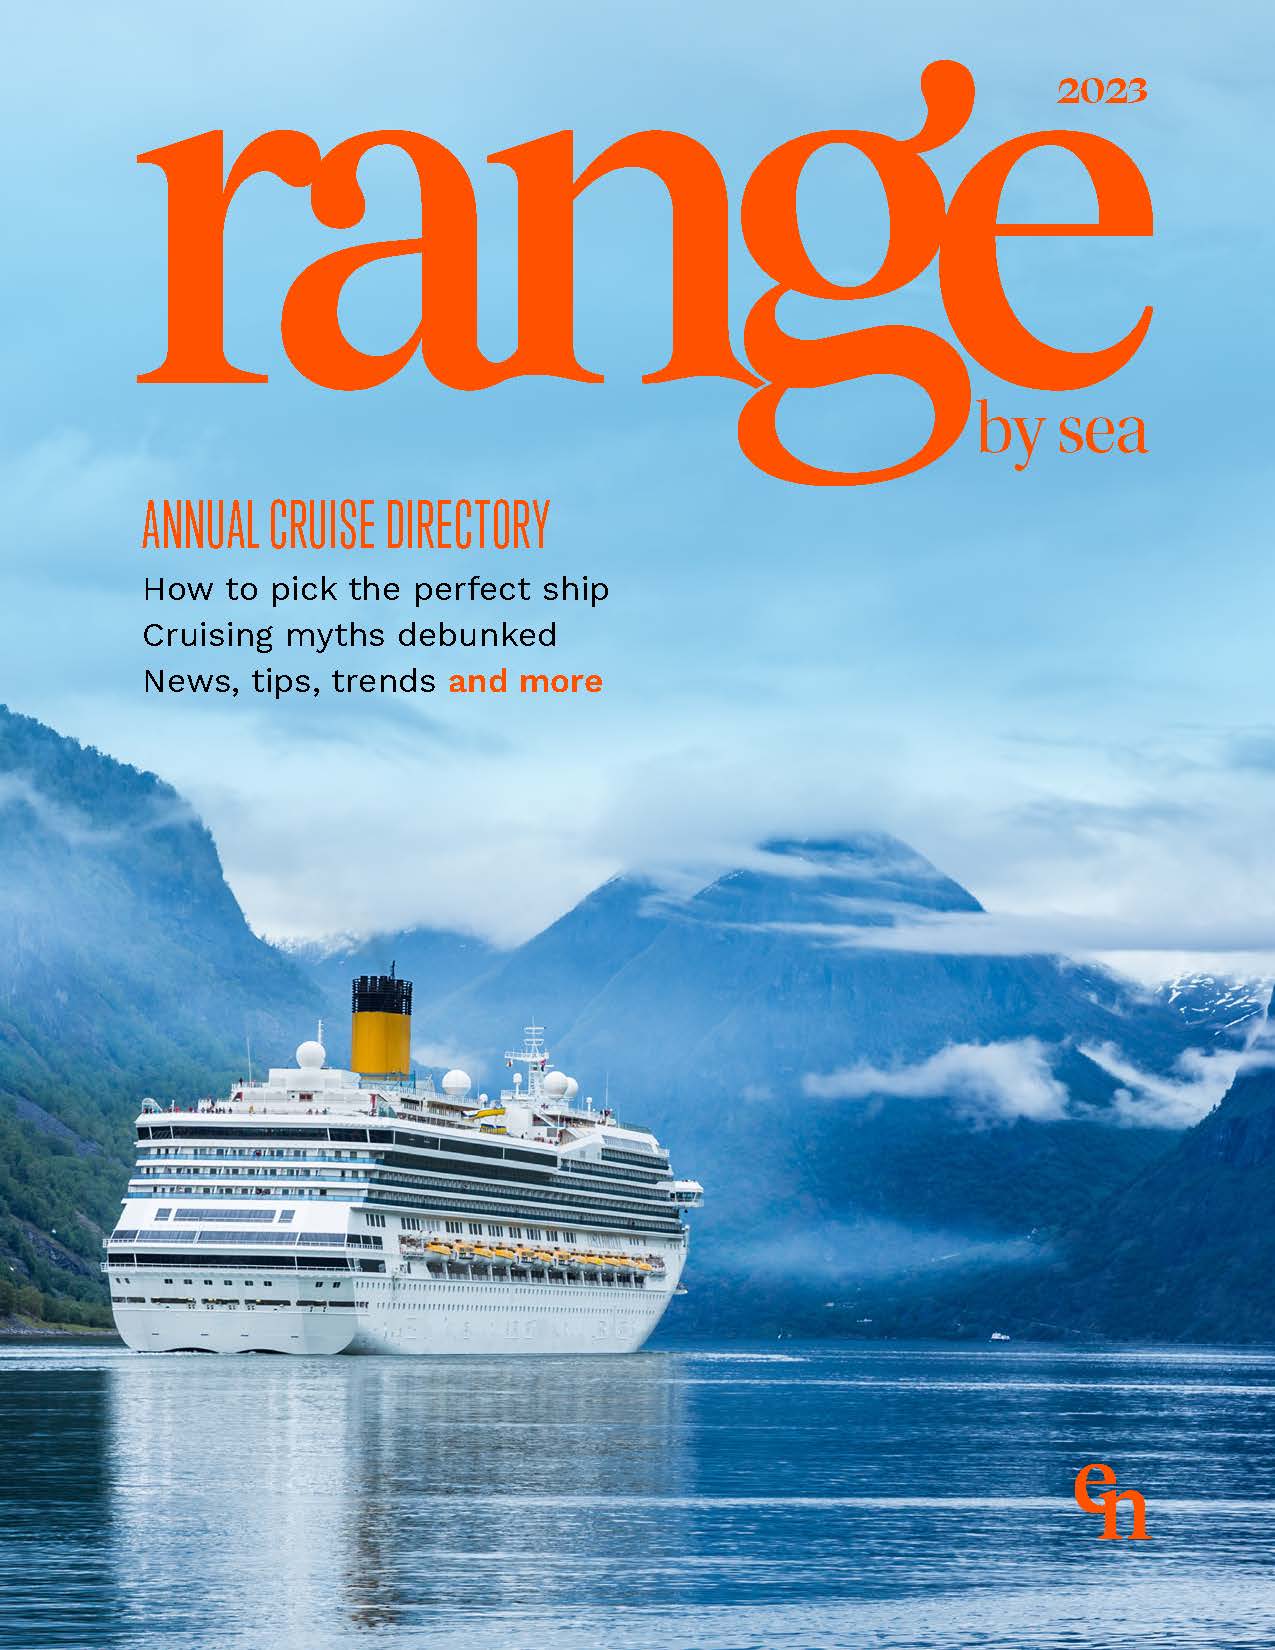 2023
range
by sea
ANNUAL CRUISE DIRECTORY
How to pick the perfect ship
Cruising myths debunked
News, tips, trends and more
en